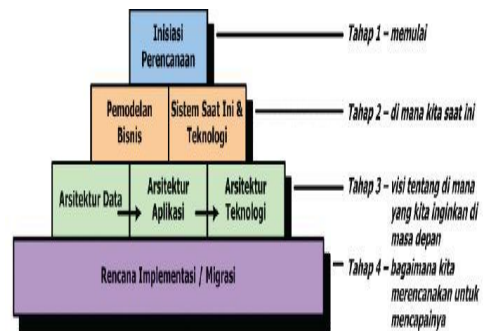 Inisiasi
Perencanaan
Tahap 1 – memulai
Pemodelan
Bisnis
Sistem Saat Ini &
Teknologi
Tahap 2 – di mana kita saat ini
Arsitektur Data
Arsitektur
Aplikasi
Arsitektur
Teknologi
Tahap 3 – visi tentang di mana
yang kita inginkan di
masa depan
Rencana Implementasi / Migrasi
Tahap 4 – bagaimana kita
merencanakan untuk
mencapainya